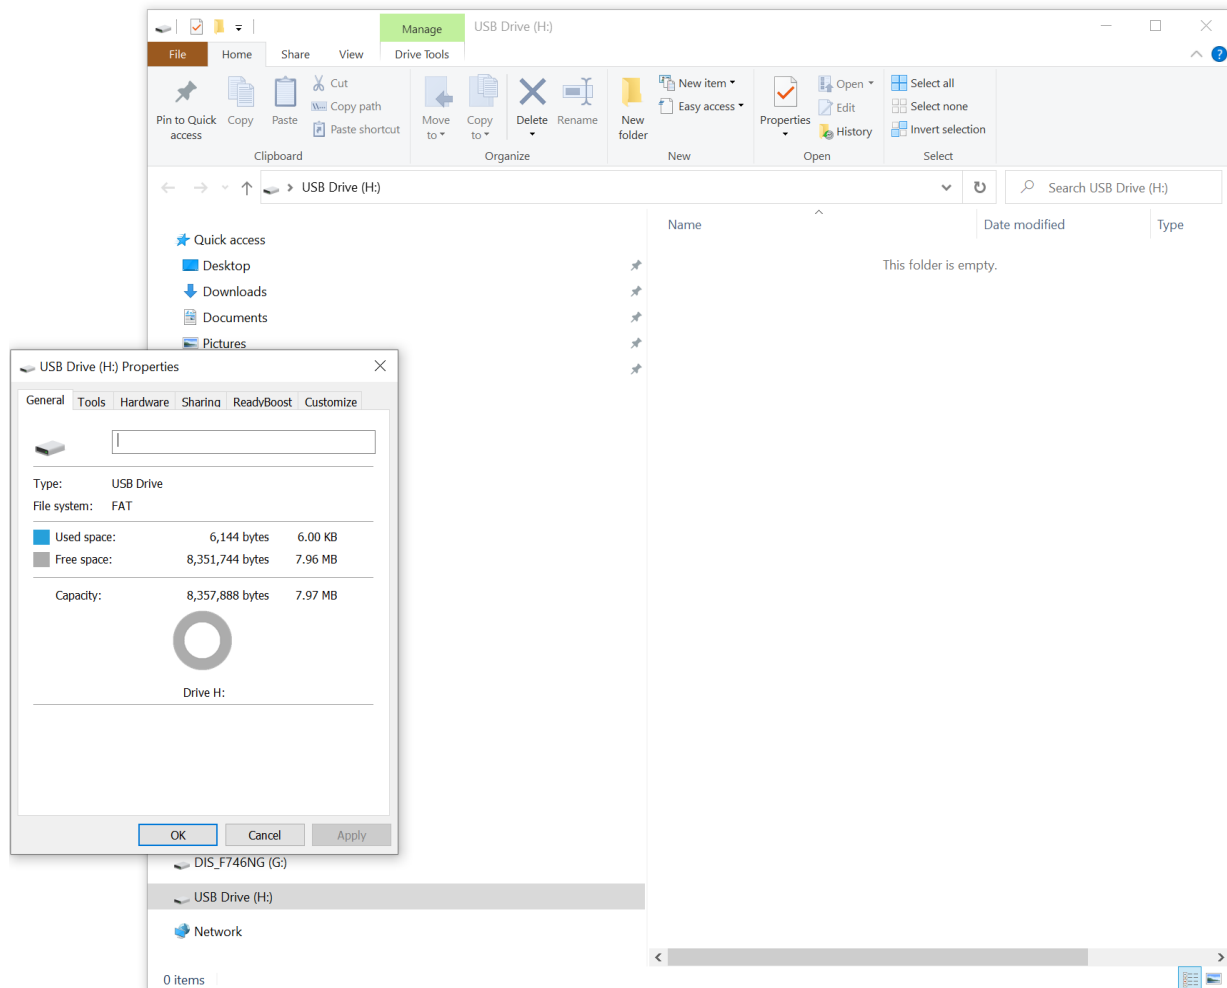 Manage
USB Drive (H:)
File
Home
Share
View
Drive Tools
?
Pin to Quick access
Copy
Paste
Cut
Copy path
Paste shortcut
Clipboard
Move to
Copy to
Delete
Rename
Organize
New folder
New item
Easy access
New
Properties
Open
Edit
History
Open
Select all
Select none
Invert selection
Select
USB Drive (H:)
Search USB Drive (H:)
Name
Date modified
Type
This folder is empty.
Quick access
Desktop
Downloads
Documents
Pictures
USB Drive (H:) Properties
General
Tools
Hardware
Sharing
ReadyBoost
Customize
Type: USB Drive
File system: FAT
Used space: 6,144 bytes 6.00 KB
Free space: 8,351,744 bytes 7.96 MB
Capacity: 8,357,888 bytes 7.97 MB
Drive H:
OK
Cancel
Apply
DIS_F746NG (G:)
USB Drive (H:)
Network
0 items